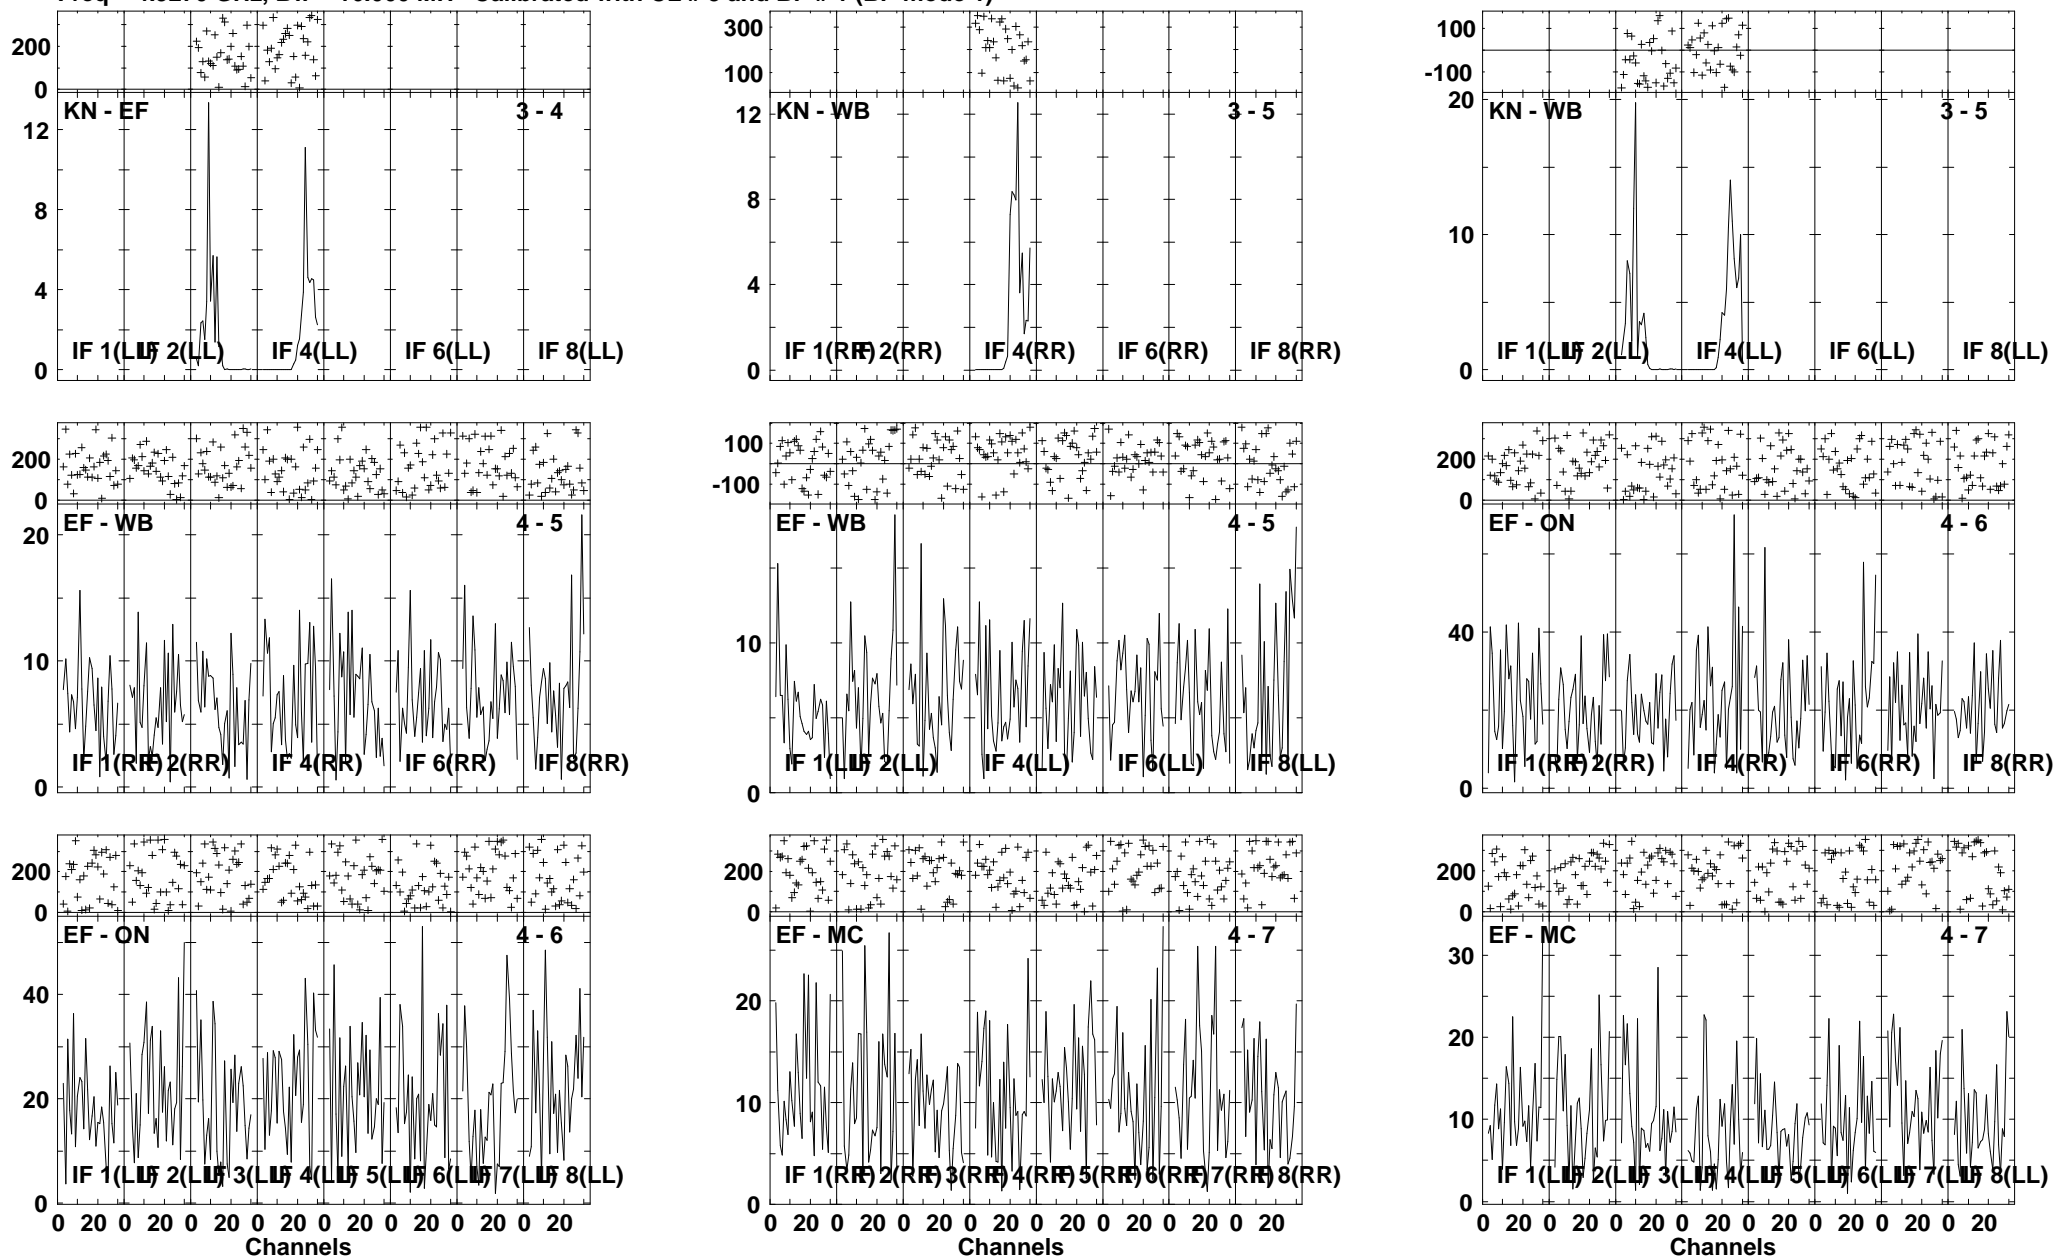 Freq GHz, Bw = MH Calibrated with CL # and BP # (BP mode 1)
200
0
KN - EF 3 - 4
12
8
4
0
IF 1(LL) IF 2(LL) IF 4(LL) IF 6(LL) IF 8(LL)
300
100
KN - WB 3 - 5
12
8
4
0
IF 1(RR) IF 2(RR) IF 4(RR) IF 6(RR) IF 8(RR)
100
-100
20
KN - WB 3 - 5
10
0
IF 1(LL) IF 2(LL) IF 4(LL) IF 6(LL) IF 8(LL)
200
0
EF - WB 4 - 5
20
10
0
IF 1(RR) IF 2(RR) IF 4(RR) IF 6(RR) IF 8(RR)
100
-100
EF - WB 4 - 5
10
0
IF 1(LL) IF 2(LL) IF 4(LL) IF 6(LL) IF 8(LL)
200
0
EF - ON 4 - 6
40
0
IF 1(RR) IF 2(RR) IF 4(RR) IF 6(RR) IF 8(RR)
200
0
EF - ON 4 - 6
40
20
0
IF 1(LL) IF 2(LL) IF 3(LL) IF 4(LL) IF 5(LL) IF 6(LL) IF 7(LL) IF 8(LL)
0 20 0 20 0 20 0 20 0 20 0 20 0 20 0 20
Channels
200
0
EF - MC 4 - 7
20
10
0
IF 1(RR) IF 2(RR) IF 3(RR) IF 4(RR) IF 5(RR) IF 6(RR) IF 7(RR) IF 8(RR)
0 20 0 20 0 20 0 20 0 20 0 20 0 20 0 20
Channels
200
0
EF - MC 4 - 7
30
20
10
0
IF 1(LL) IF 2(LL) IF 3(LL) IF 4(LL) IF 5(LL) IF 6(LL) IF 7(LL) IF 8(LL)
0 20 0 20 0 20 0 20 0 20 0 20 0 20 0 20
Channels